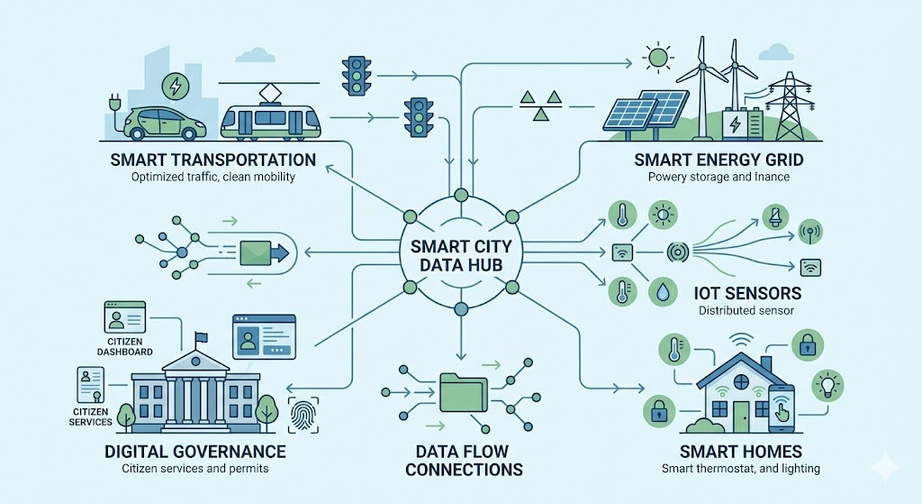 SMART TRANSPORTATION
Optimized traffic, clean mobility
SMART ENERGY GRID
Powery storage and Inance
SMART CITY
DATA HUB
IOT SENSORS
Distributed sensor
CITIZEN
DASHBOARD
CITIZEN
SERVICES
DIGITAL GOVERNANCE
Citizen services and permits
DATA FLOW
CONNECTIONS
SMART HOMES
Smart thermostat, and lighting